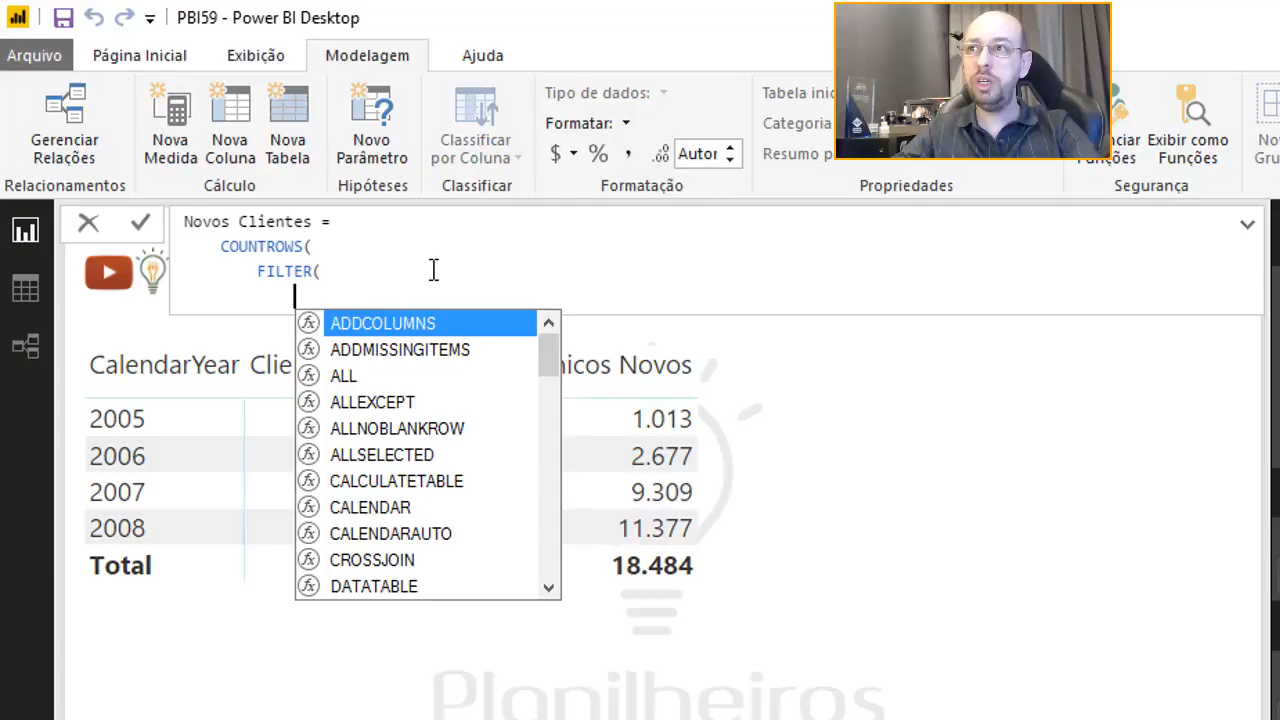 PBI59 - Power BI Desktop
Arquivo Página Inicial Exibição Modelagem Ajuda
Gerenciar Relações
Nova Medida
Nova Coluna
Nova Tabela
Novo Parâmetro
Classificar por Coluna
Tipo de dados:
Formatar:
$ % , .00 Autor
Tabela inic
Categoria
Resumo p
Funções
Exibir como Funções
Relacionamentos Cálculo Hipóteses Classificar Formatação Propriedades Segurança
Novos Clientes =
COUNTROWS(
FILTER(
ADDCOLUMNS
ADDMISSINGITEMS
ALL
ALLEXCEPT
ALLNOBLANKROW
ALLSELECTED
CALCULATETABLE
CALENDAR
CALENDARAUTO
CROSSJOIN
DATATABLE
CalendarYear Clie icos Novos
2005 1.013
2006 2.677
2007 9.309
2008 11.377
Total 18.484
Planilheiros